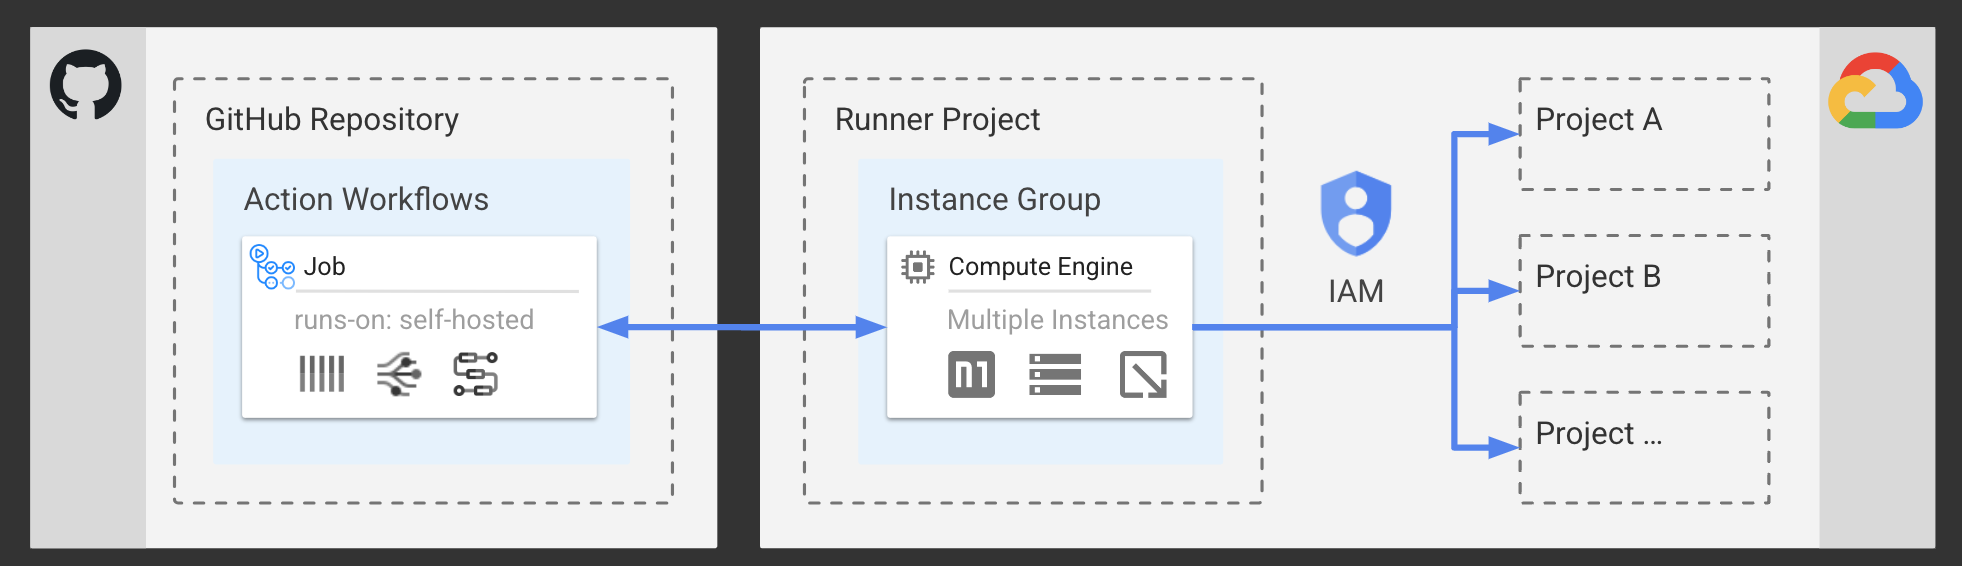 GitHub Repository
Action Workflows
Job
runs-on: self-hosted
Runner Project
Instance Group
Compute Engine
Multiple Instances
n1
IAM
Project A
Project B
Project ...